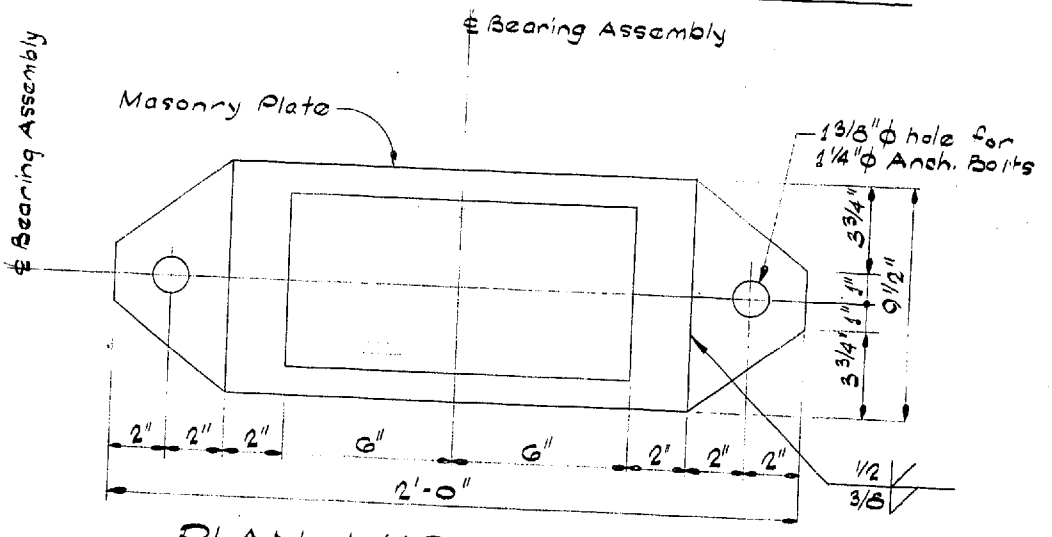 ℄ Bearing Assembly
℄ Bearing Assembly
Masonry Plate
1 3/8"ϕ hole for
1 1/4"ϕ Anch. Bolts
3 3/4"
1"
1"
3 3/4"
9 1/2"
2" 2" 2" 6" 6" 2" 2" 2"
2'-0"
1/2
3/8
PLAN